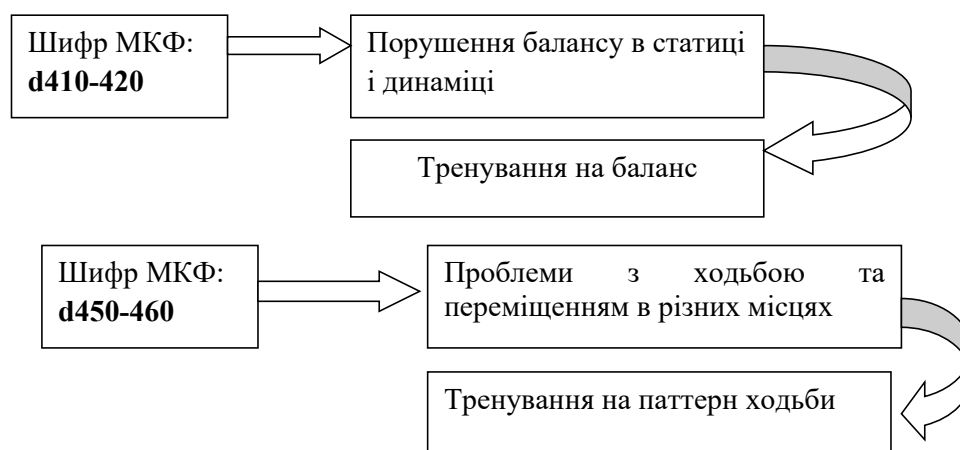 Шифр МКФ:
d410-420
Порушення балансу в статиці
і динаміці
Тренування на баланс
Шифр МКФ:
d450-460
Проблеми з ходьбою та
переміщенням в різних місцях
Тренування на паттерн ходьби